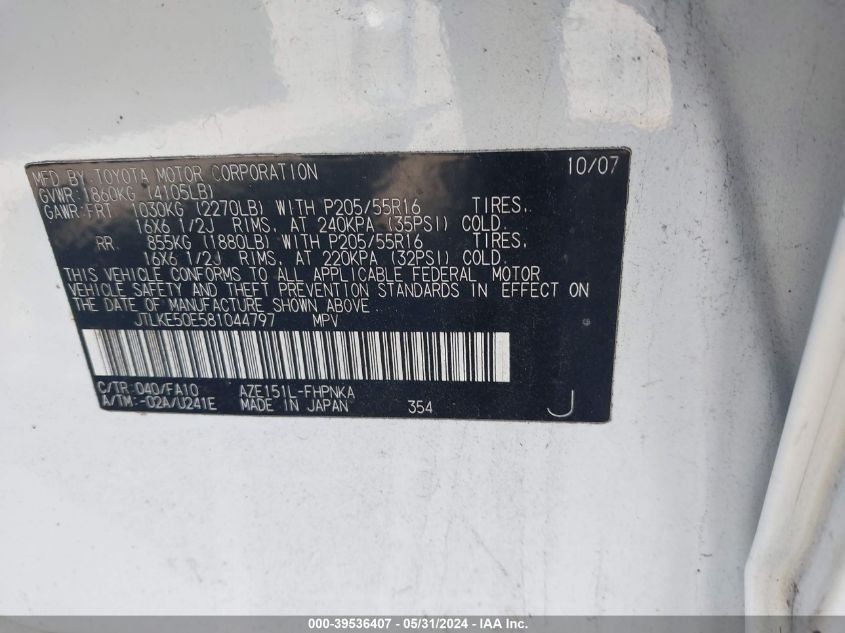 MFD BY TOYOTA MOTOR CORPORATION 10/07
GVWR 1860KG (4105LB)
GAWR:FRT 1030KG (2270LB) WITH P205/55R16 TIRES,
16X6 1/2J RIMS, AT 240KPA (35PSI) COLD.
RR 855KG (1880LB) WITH P205/55R16 TIRES,
16X6 1/2J RIMS, AT 220KPA (32PSI) COLD.
THIS VEHICLE CONFORMS TO ALL APPLICABLE FEDERAL MOTOR
VEHICLE SAFETY AND THEFT PREVENTION STANDARDS IN EFFECT ON
THE DATE OF MANUFACTURE SHOWN ABOVE.
JTLKE50E581044797 MPV
C/TR:040/FA10 AZE151L-FHPNKA
A/TM:-02A/U241E MADE IN JAPAN 354 J
000-39536407 - 05/31/2024 - IAA Inc.